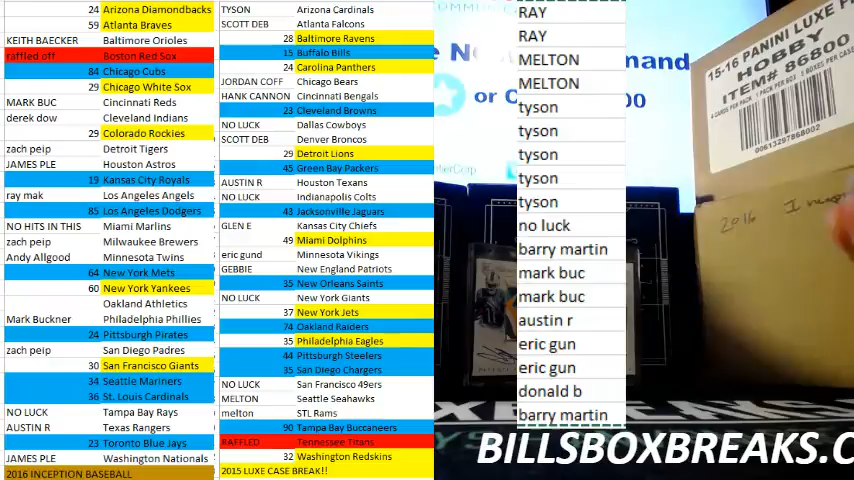 24 Arizona Diamondbacks
59 Atlanta Braves
KEITH BAECKER Baltimore Orioles
raffled off Boston Red Sox
84 Chicago Cubs
29 Chicago White Sox
MARK BUC Cincinnati Reds
derek dow Cleveland Indians
29 Colorado Rockies
zach peip Detroit Tigers
JAMES PLE Houston Astros
19 Kansas City Royals
ray mak Los Angeles Angels
85 Los Angeles Dodgers
NO HITS IN THIS Miami Marlins
zach peip Milwaukee Brewers
Andy Allgood Minnesota Twins
64 New York Mets
60 New York Yankees
Oakland Athletics
Mark Buckner Philadelphia Phillies
24 Pittsburgh Pirates
zach peip San Diego Padres
30 San Francisco Giants
34 Seattle Mariners
36 St. Louis Cardinals
NO LUCK Tampa Bay Rays
AUSTIN R Texas Rangers
23 Toronto Blue Jays
JAMES PLE Washington Nationals
2016 INCEPTION BASEBALL
TYSON Arizona Cardinals
SCOTT DEB Atlanta Falcons
28 Baltimore Ravens
15 Buffalo Bills
24 Carolina Panthers
JORDAN COFF Chicago Bears
HANK CANNON Cincinnati Bengals
23 Cleveland Browns
NO LUCK Dallas Cowboys
SCOTT DEB Denver Broncos
29 Detroit Lions
45 Green Bay Packers
AUSTIN R Houston Texans
NO LUCK Indianapolis Colts
43 Jacksonville Jaguars
GLEN E Kansas City Chiefs
49 Miami Dolphins
eric gund Minnesota Vikings
GEBBIE New England Patriots
35 New Orleans Saints
NO LUCK New York Giants
37 New York Jets
74 Oakland Raiders
35 Philadelphia Eagles
44 Pittsburgh Steelers
35 San Diego Chargers
NO LUCK San Francisco 49ers
MELTON Seattle Seahawks
melton STL Rams
90 Tampa Bay Buccaneers
RAFFLED Tennessee Titans
32 Washington Redskins
2015 LUXE CASE BREAK!!
RAY
RAY
MELTON
MELTON
tyson
tyson
tyson
tyson
tyson
no luck
barry martin
mark buc
mark buc
austin r
eric gun
eric gun
donald b
barry martin
or
00
15-16 PANINI LUXE
HOBBY
ITEM# 86800
2016 I
BILLSBOXBREAKS.C